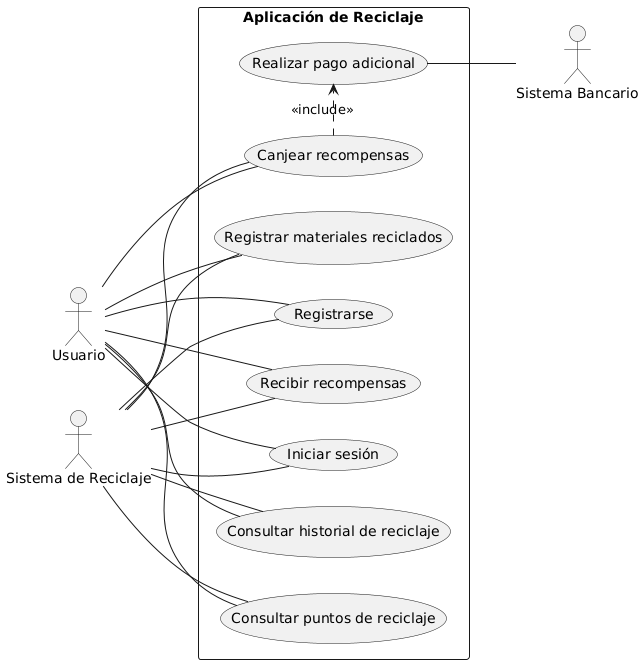 Aplicación de Reciclaje
Realizar pago adicional
Sistema Bancario
«include»
Canjear recompensas
Registrar materiales reciclados
Registrarse
Usuario
Recibir recompensas
Iniciar sesión
Sistema de Reciclaje
Consultar historial de reciclaje
Consultar puntos de reciclaje